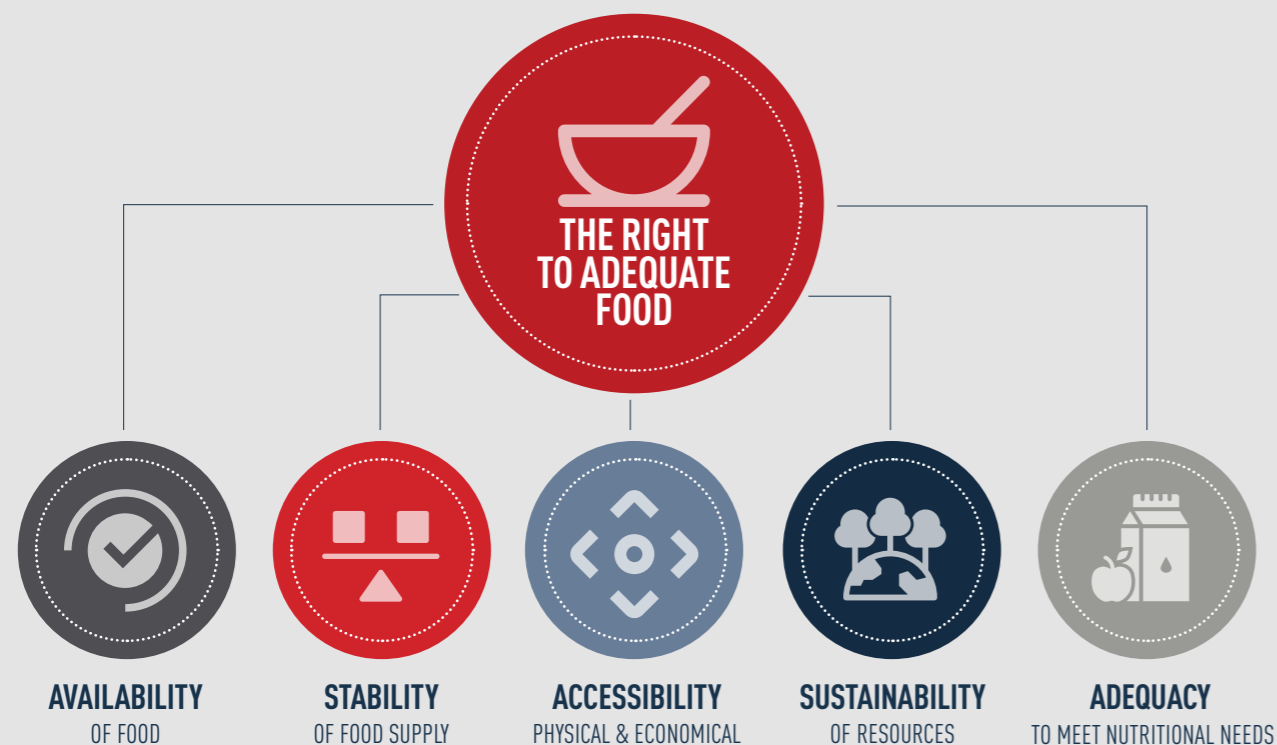 THE RIGHT
TO ADEQUATE
FOOD
AVAILABILITY
OF FOOD
STABILITY
OF FOOD SUPPLY
ACCESSIBILITY
PHYSICAL & ECONOMICAL
SUSTAINABILITY
OF RESOURCES
ADEQUACY
TO MEET NUTRITIONAL NEEDS